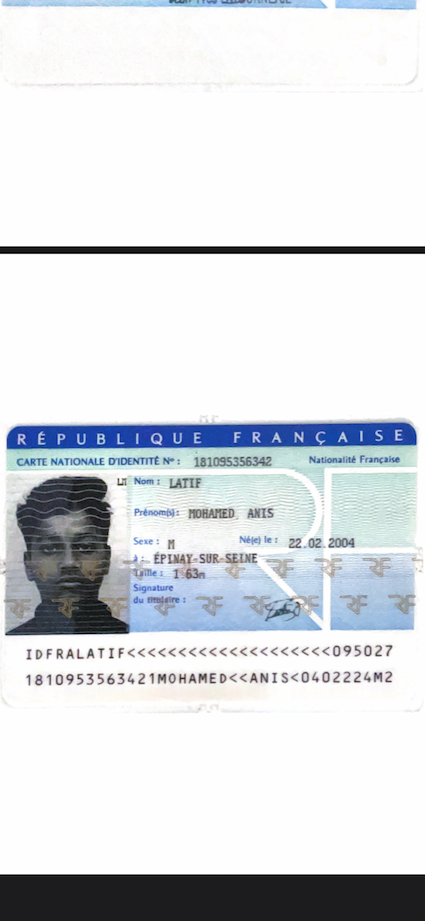 RÉPUBLIQUE FRANÇAISE
CARTE NATIONALE D'IDENTITÉ Nº : 181095356342 Nationalité Française
Nom : LATIF
Prénom(s): MOHAMED ANIS
Sexe : M Né(e) le : 22.02.2004
à : ÉPINAY-SUR-SEINE
Taille : 1.63m
Signature
du titulaire :
IDFRALATIF<<<<<<<<<<<<<<<<<<<<095027
1810953563421MOHAMED<<ANIS<0402224M2